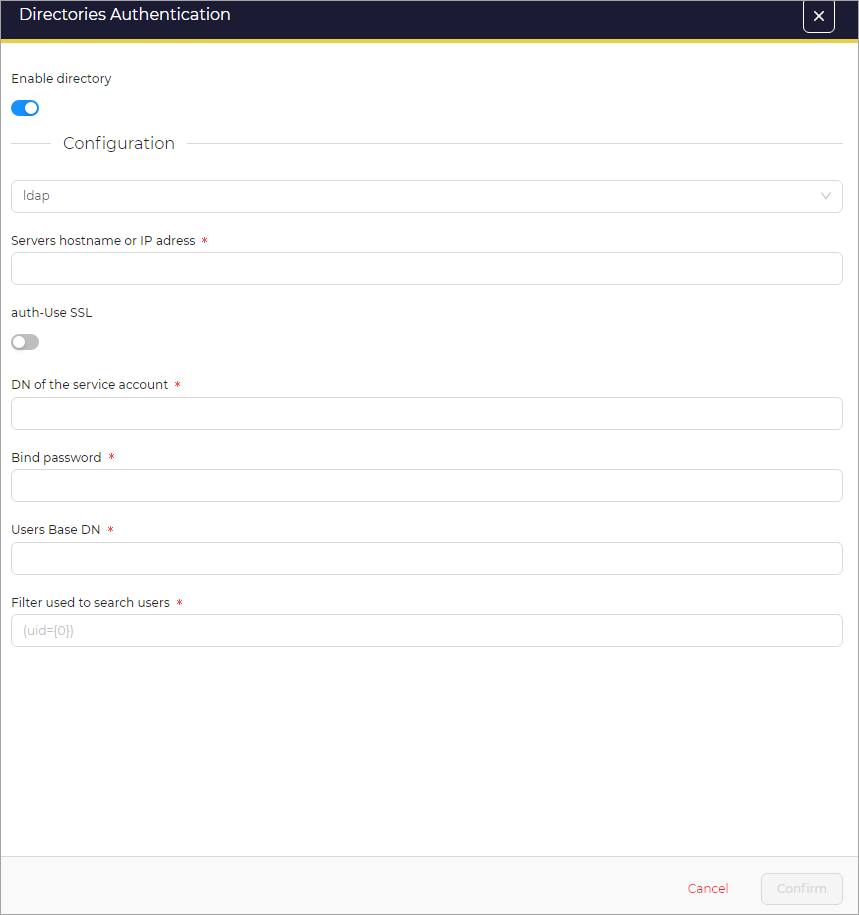 Directories Authentication
Enable directory
Configuration
ldap
Servers hostname or IP adress *
auth-Use SSL
DN of the service account *
Bind password *
Users Base DN *
Filter used to search users *
(uid={0})
Cancel
Confirm